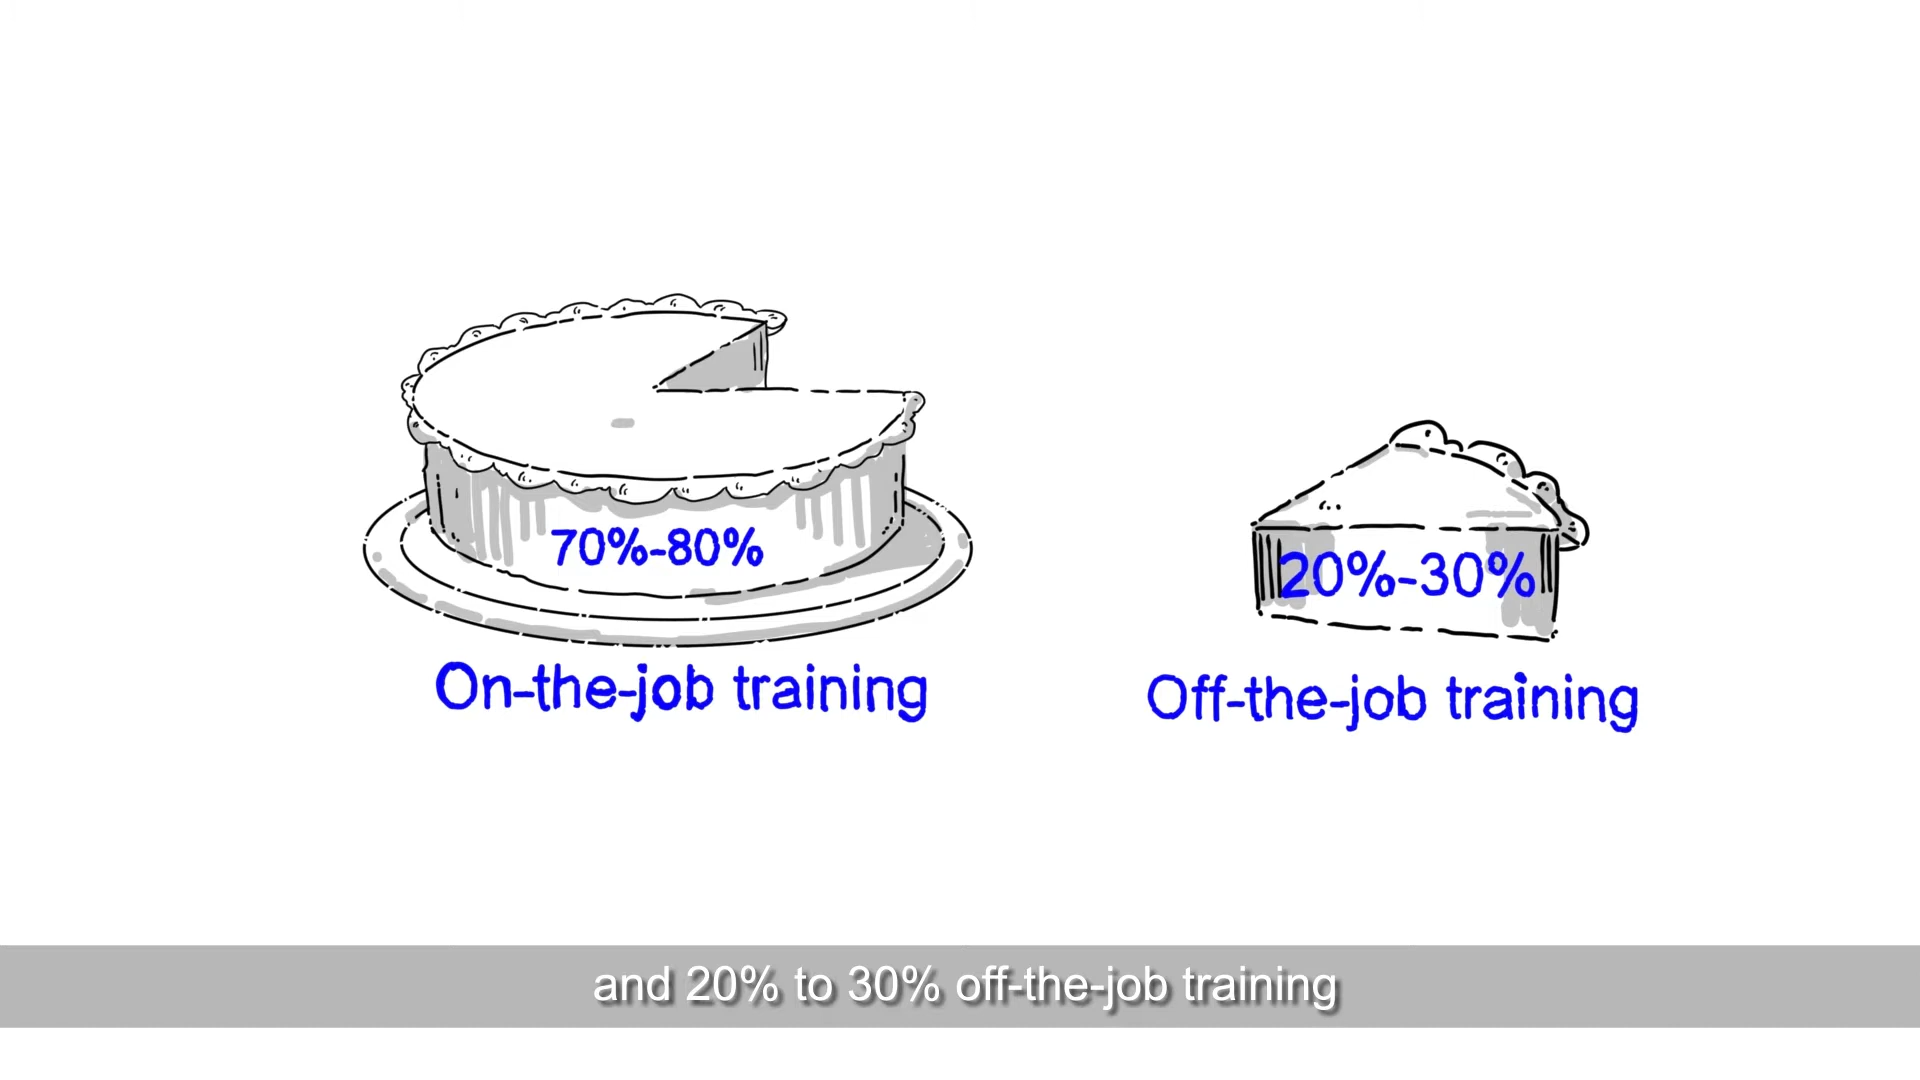 70%-80%
On-the-job training
20%-30%
Off-the-job training
and 20% to 30% off-the-job training